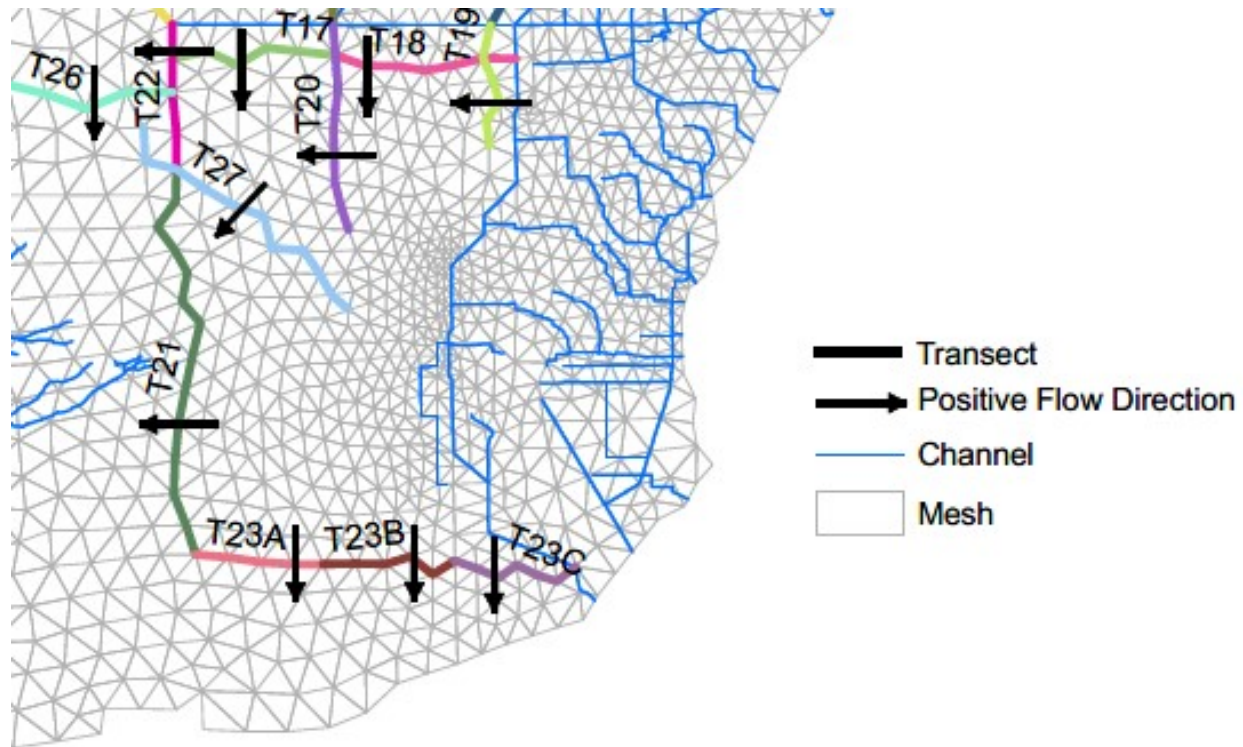 T17
T18
T19
T26
T22
T20
T27
T21
T23A
T23B
T23C
Transect
Positive Flow Direction
Channel
Mesh